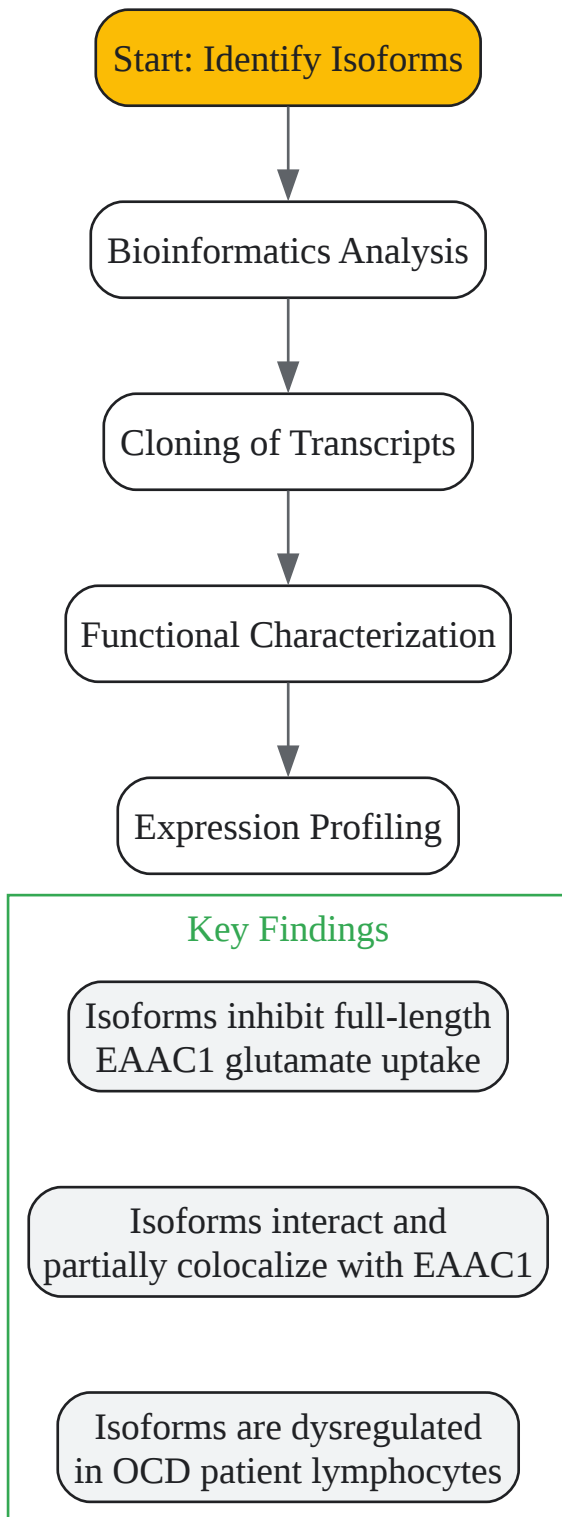 Start: Identify Isoforms
Bioinformatics Analysis
Cloning of Transcripts
Functional Characterization
Expression Profiling
Key Findings
Isoforms inhibit full-length
EAAC1 glutamate uptake
Isoforms interact and
partially colocalize with EAAC1
Isoforms are dysregulated
in OCD patient lymphocytes